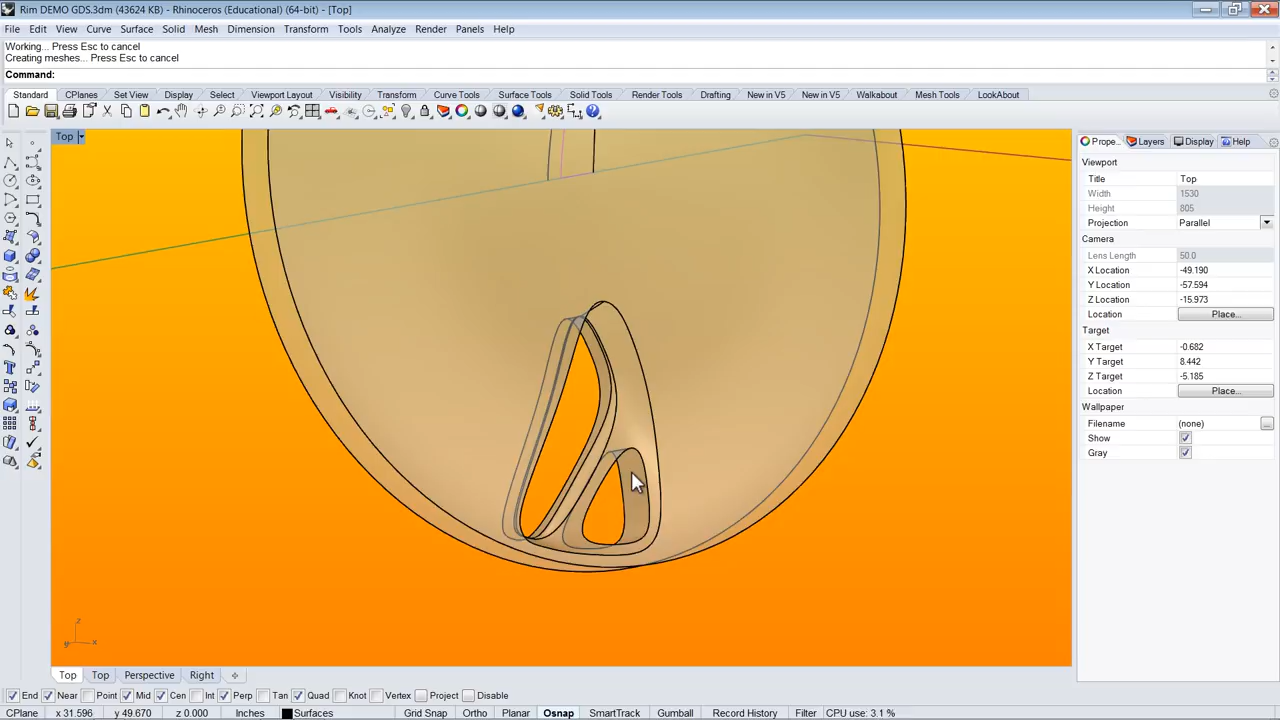 Rim DEMO GDS.3dm (43624 KB) - Rhinoceros (Educational) (64-bit) - [Top]
File Edit View Curve Surface Solid Mesh Dimension Transform Tools Analyze Render Panels Help
Working... Press Esc to cancel
Creating meshes... Press Esc to cancel
Command:
Standard CPlanes Set View Display Select Viewport Layout Visibility Transform Curve Tools Surface Tools Solid Tools Mesh Tools Render Tools Drafting New in V5 New in V5 Walkabout Mesh Tools LookAbout
Top
Prope... Layers Display Help
Viewport
Title Top
Width 1530
Height 805
Projection Parallel
Camera
Lens Length 50.0
X Location -49.190
Y Location -57.594
Z Location -15.973
Location Place...
Target
X Target -0.682
Y Target 8.442
Z Target -5.185
Location Place...
Wallpaper
Filename (none) ...
Show
Gray
z
y x
Top Top Perspective Right
End Near Point Mid Cen Int Perp Tan Quad Knot Vertex Project Disable
CPlane x 31.596 y 49.670 z 0.000 Inches Surfaces Grid Snap Ortho Planar Osnap SmartTrack Gumball Record History Filter CPU use: 3.1 %